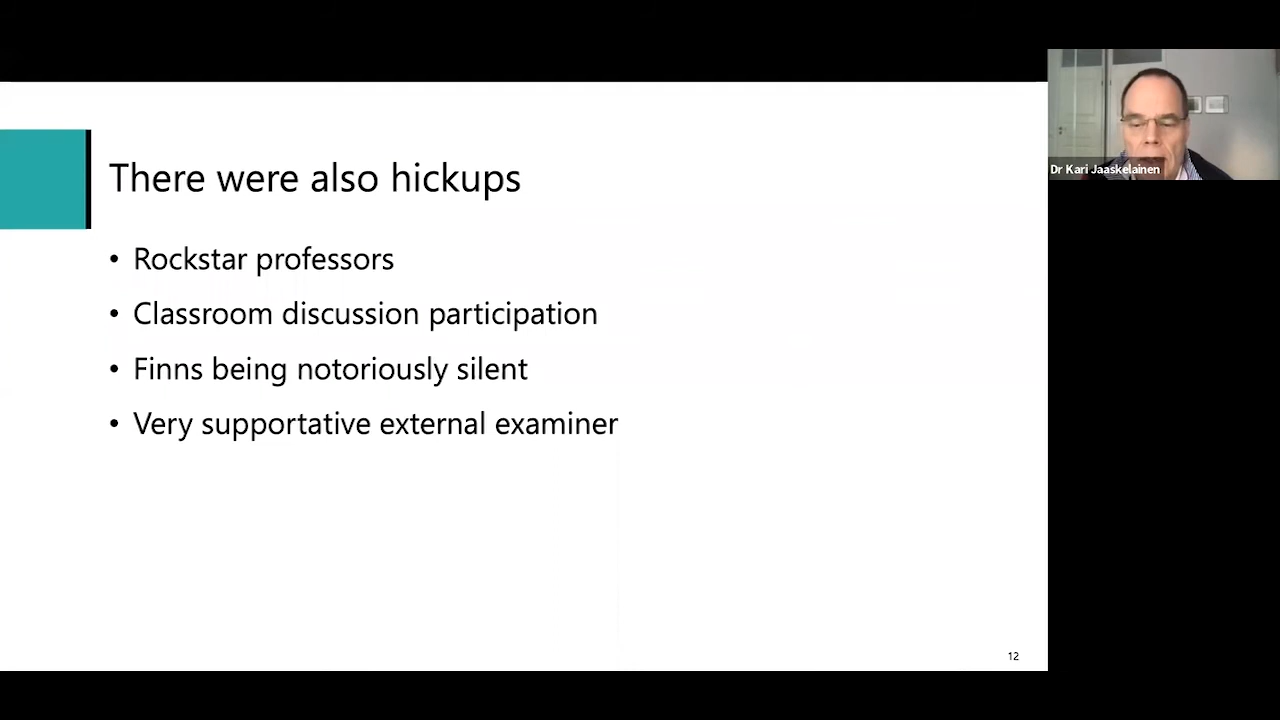 There were also hickups
• Rockstar professors
• Classroom discussion participation
• Finns being notoriously silent
• Very supportative external examiner
12
Dr Kari Jaaskelainen